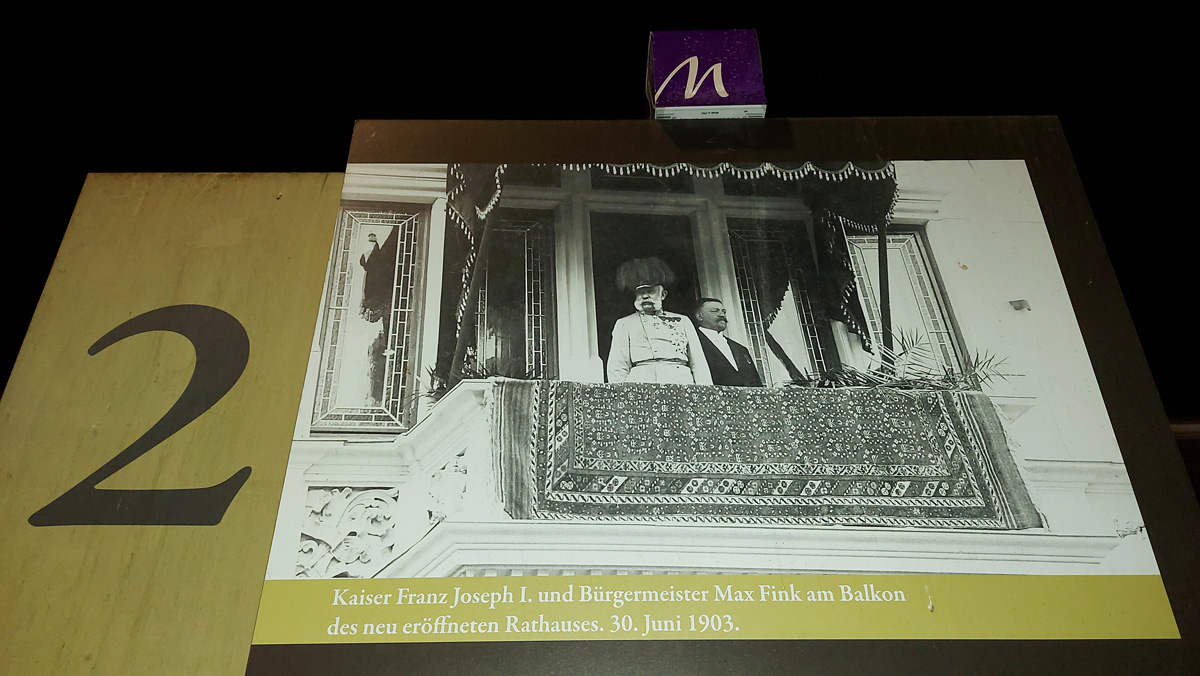 m
2
Kaiser Franz Joseph I. und Bürgermeister Max Fink am Balkon
des neu eröffneten Rathauses. 30. Juni 1903.